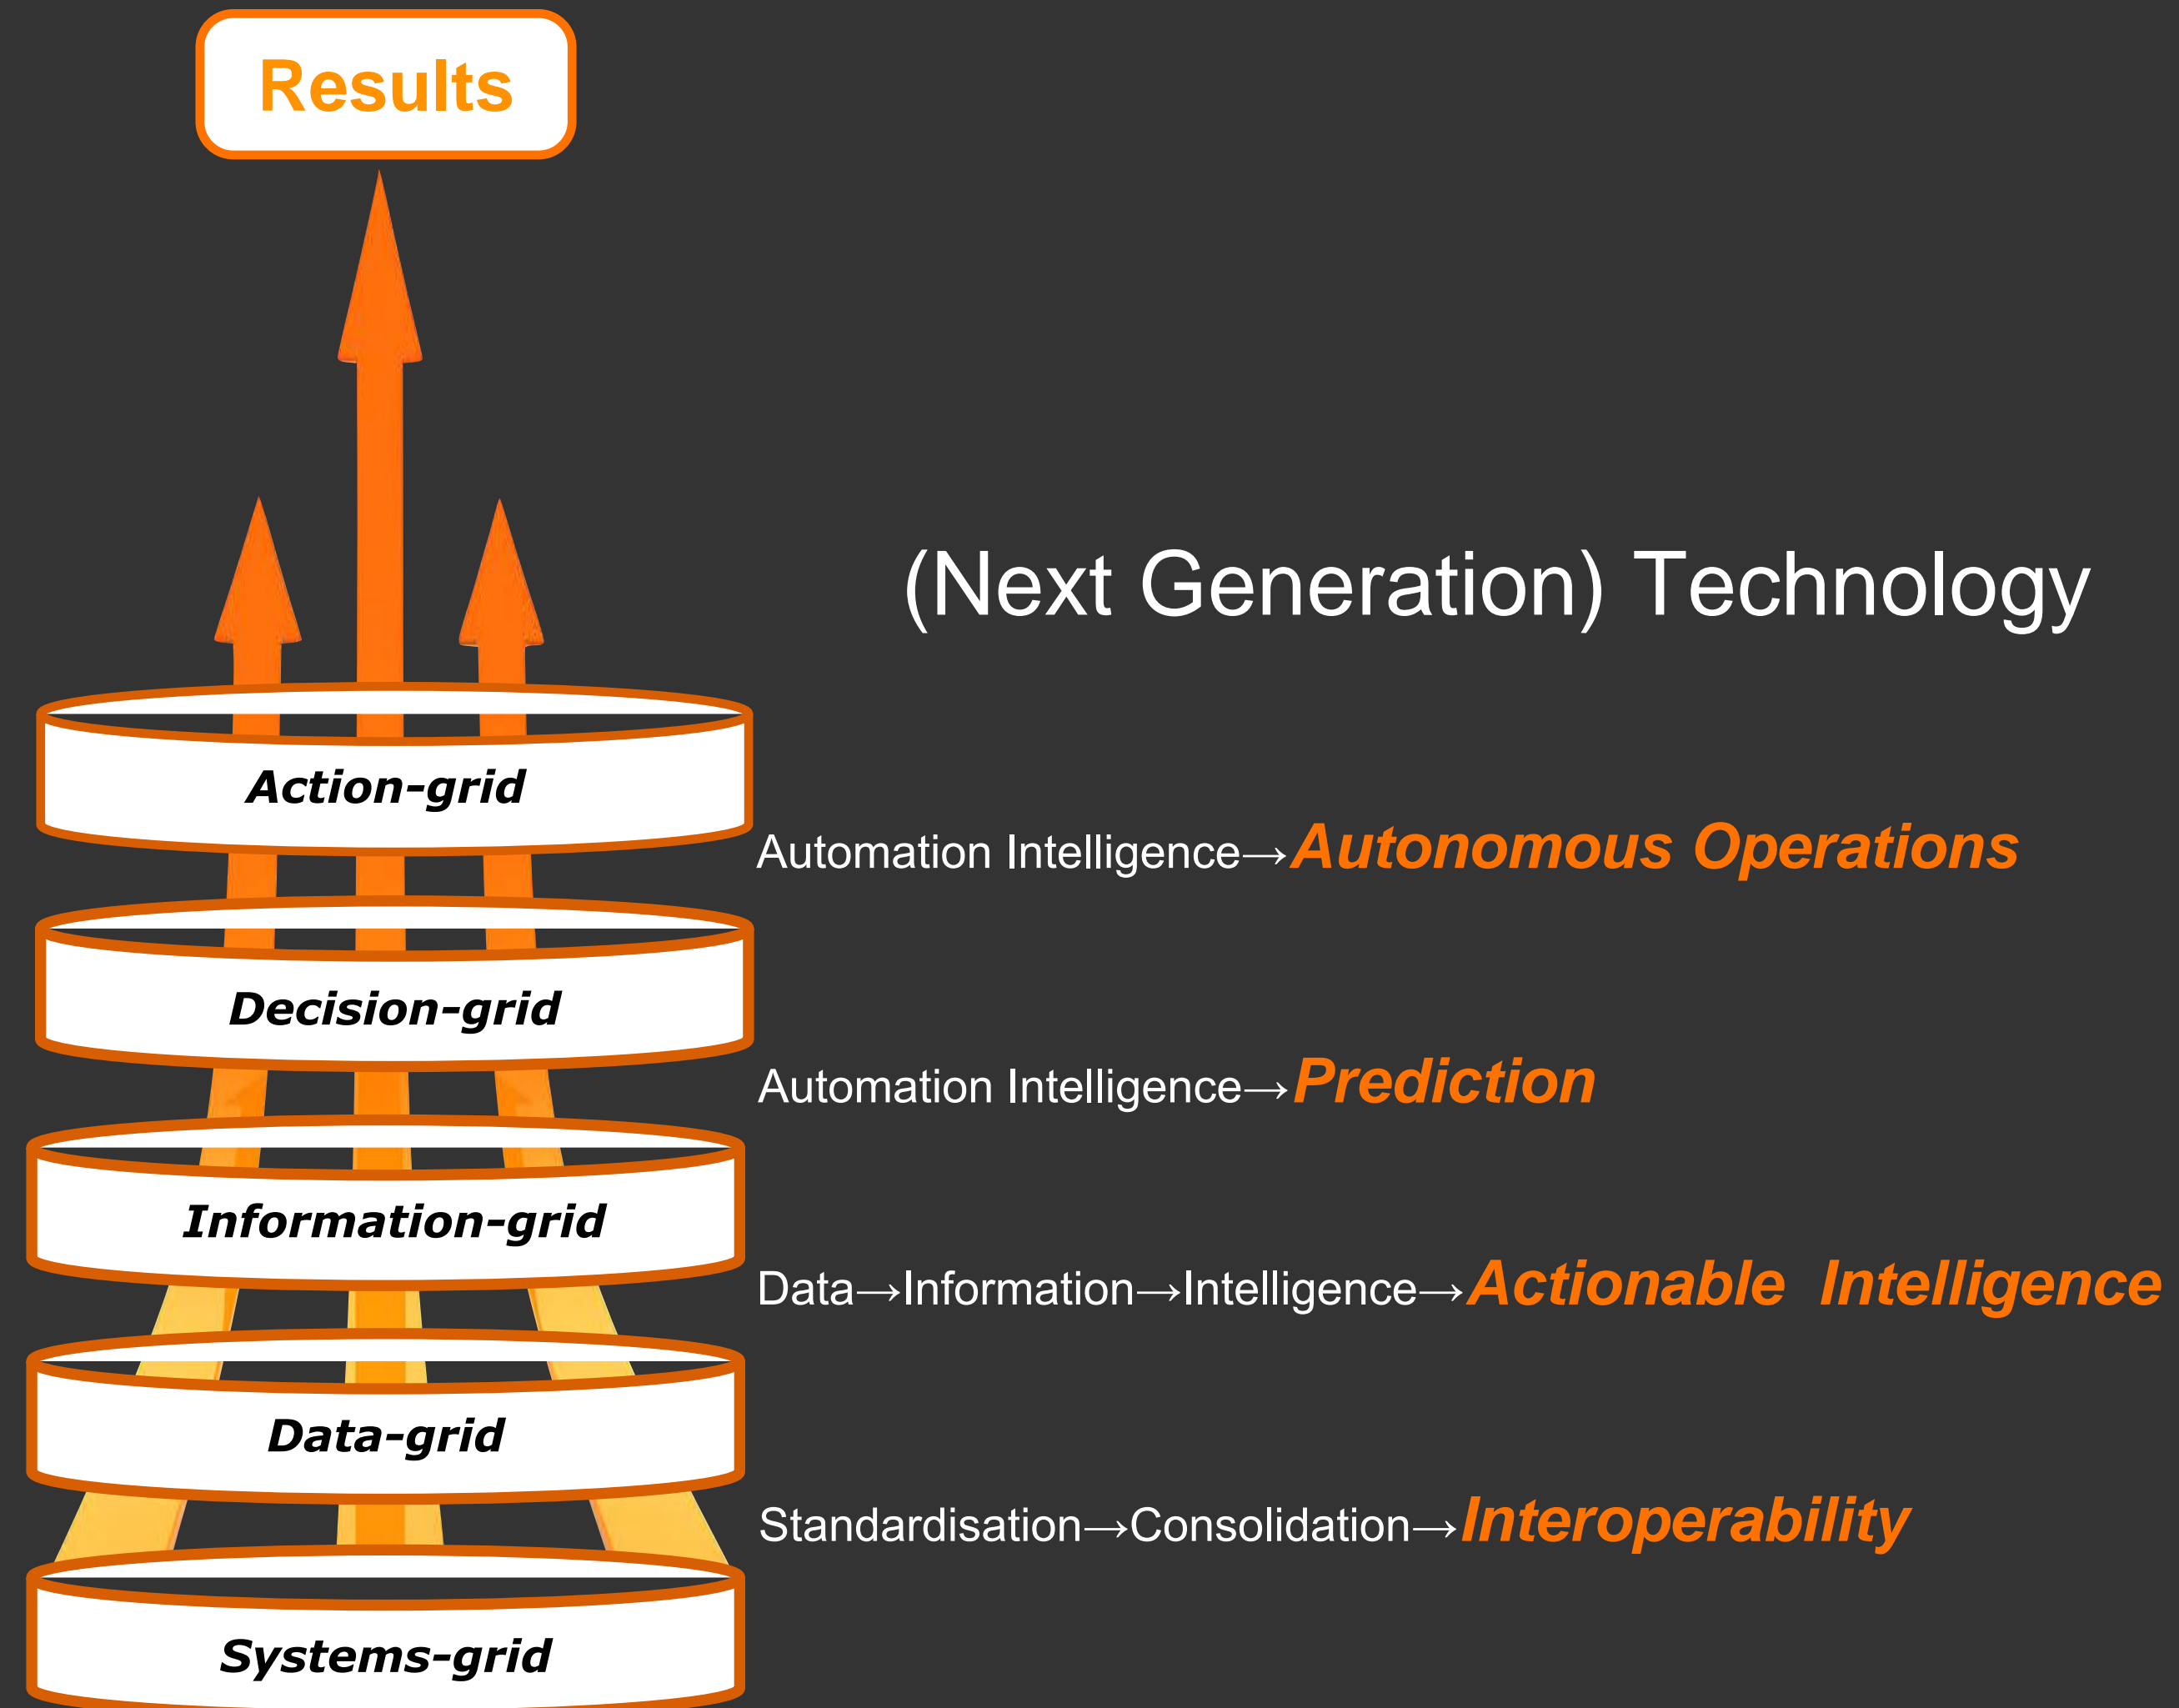 Results
(Next Generation) Technology
Action-grid
Automation Intelligence→Autonomous Operations
Decision-grid
Automation Intelligence→Prediction
Information-grid
Data→Information→Intelligence→Actionable Intelligence
Data-grid
Standardisation→Consolidation→Interoperability
Systems-grid